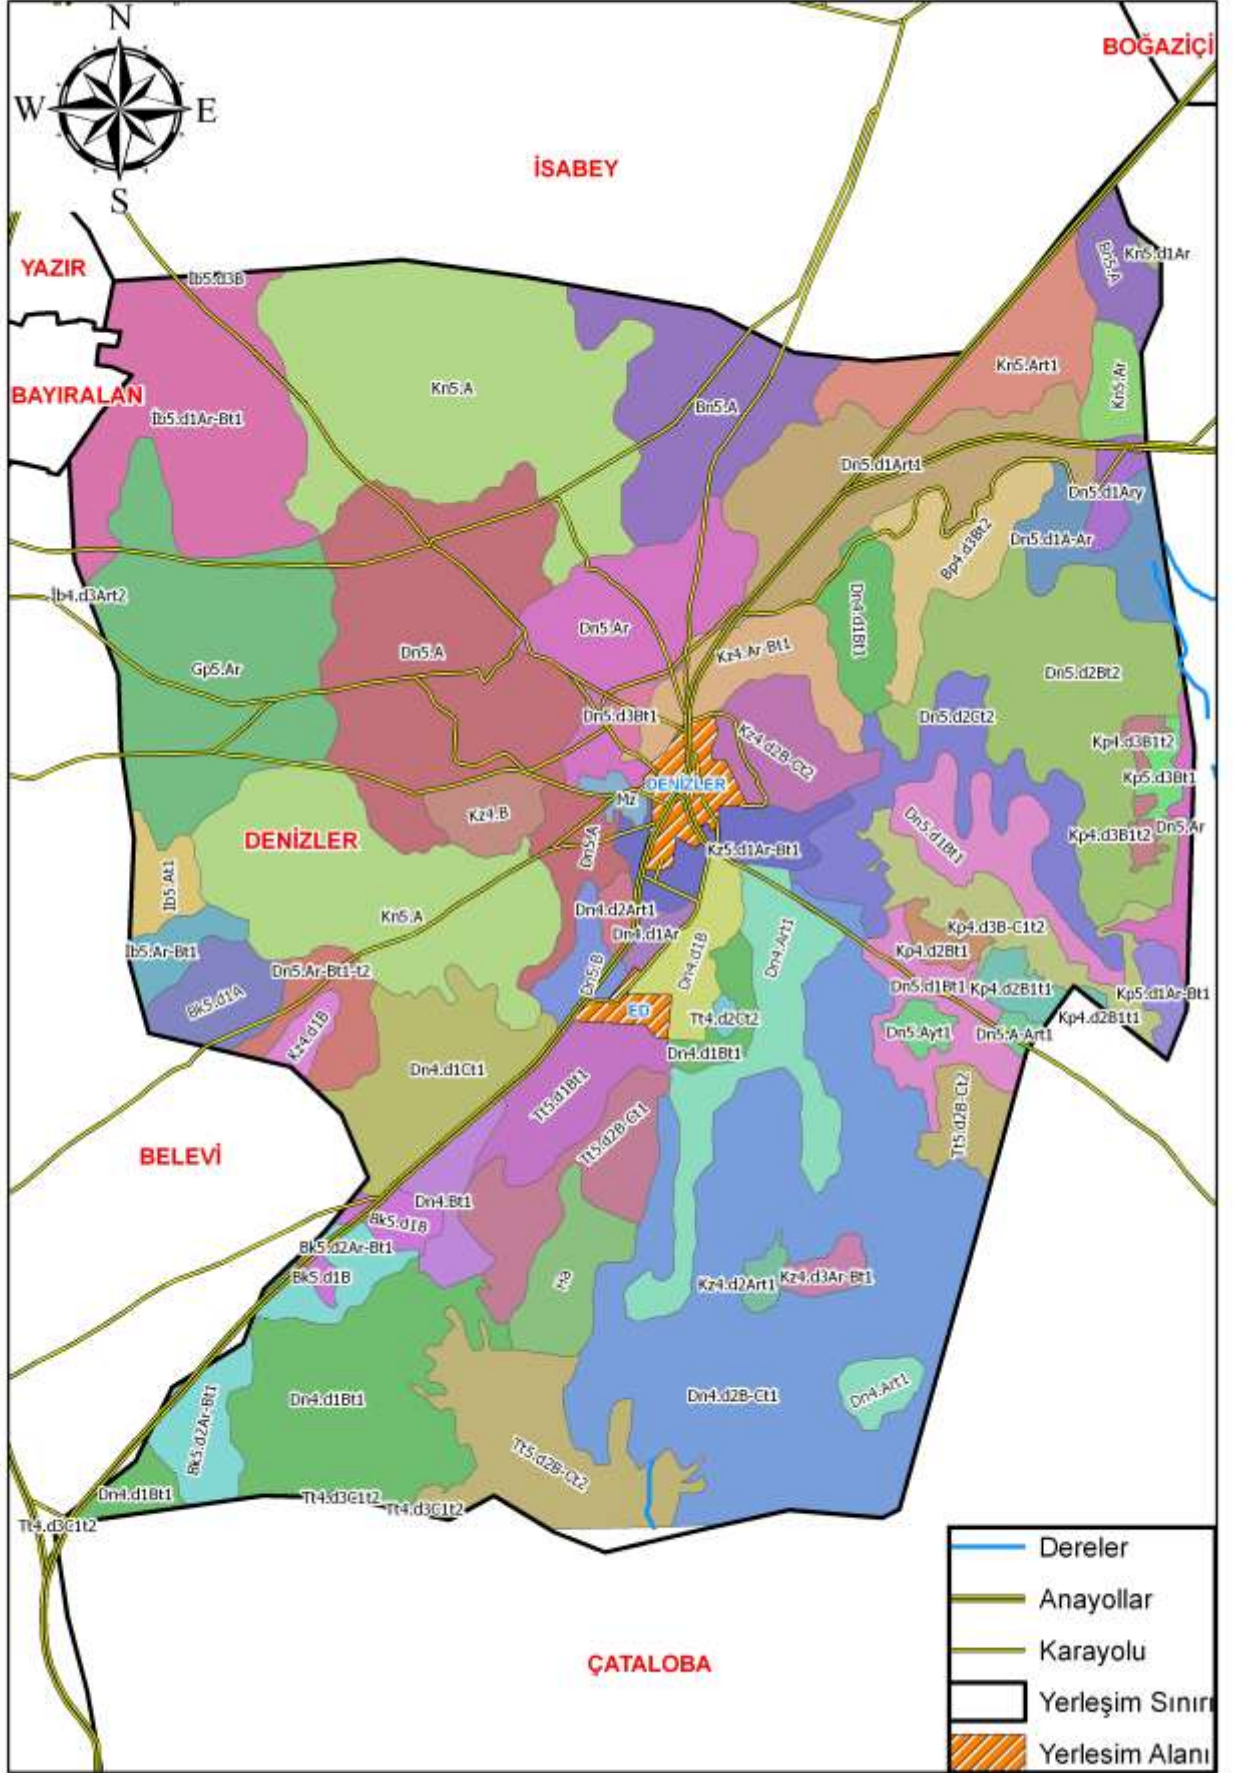 N
BOĞAZİÇİ
W
E
İSABEY
S
Kn5.d1Ar
Bn5.A
YAZIR
İb5.d3B
Kn5.Art1
Kn5.Ar
BAYIRALAN
Kn5.A
Bn5.A
İb5.d1Ar-Bt1
Dn5.d1Art1
Dn5.d1Ary
Dn5.d1A-Ar
Bp4.d3Bt2
İb4.d3Art2
Dn4.d1Bt1
Dn5.Ar
Dn5.A
Kz4.Ar-Bt1
Gp5.Ar
Dn5.d2Bt2
Dn5.d3Bt1
Dn5.d2Ct2
Kp4.d3B1t2
Kz4.d2B-Ct2
Kp5.d3Bt1
DENİZLER
Mz
Kz4.B
Dn5.Ar
Kp4.d3B1t2
DENİZLER
Dn5.A
Kz5.d1Ar-Bt1
Dn5.d1Bt1
İb5.At1
Kn5.A
Dn4.d2Art1
Dn4.d1Ar
Kp4.d3B-C1t2
İb5.Ar-Bt1
Dn4.d1B
Dn4.Art1
Kp4.d2Bt1
Dn5.Ar-Bt1-t2
Dn5.B
Dn5.d1Bt1
Kp4.d2B1t1
Kp5.d1Ar-Bt1
Bk5.d1A
ED
Tt4.d2Ct2
Kp4.d2B1t1
Kz4.d1B
Dn5.Ayt1
Dn5.A-Art1
Dn4.d1Bt1
Dn4.d1Ct1
Tt5.d1Bt1
Tt5.d2B-Ct2
Tt5.d2B-Ct1
BELEVİ
Dn4.Bt1
Bk5.d1B
Bk5.d2Ar-Bt1
Bk5.d1B
Ha
Kz4.d2Art1
Kz4.d3Ar-Bt1
Dn4.d1Bt1
Dn4.d2B-Ct1
Dn4.Art1
Bk5.d2Ar-Bt1
Tt5.d2B-Ct2
Dn4.d1Bt1
Tt4.d3C1t2
Tt4.d3C1t2
Tt4.d3C1t2
Dereler
Anayollar
Karayolu
ÇATALOBA
Yerleşim Sınırı
Yerlesim Alanı